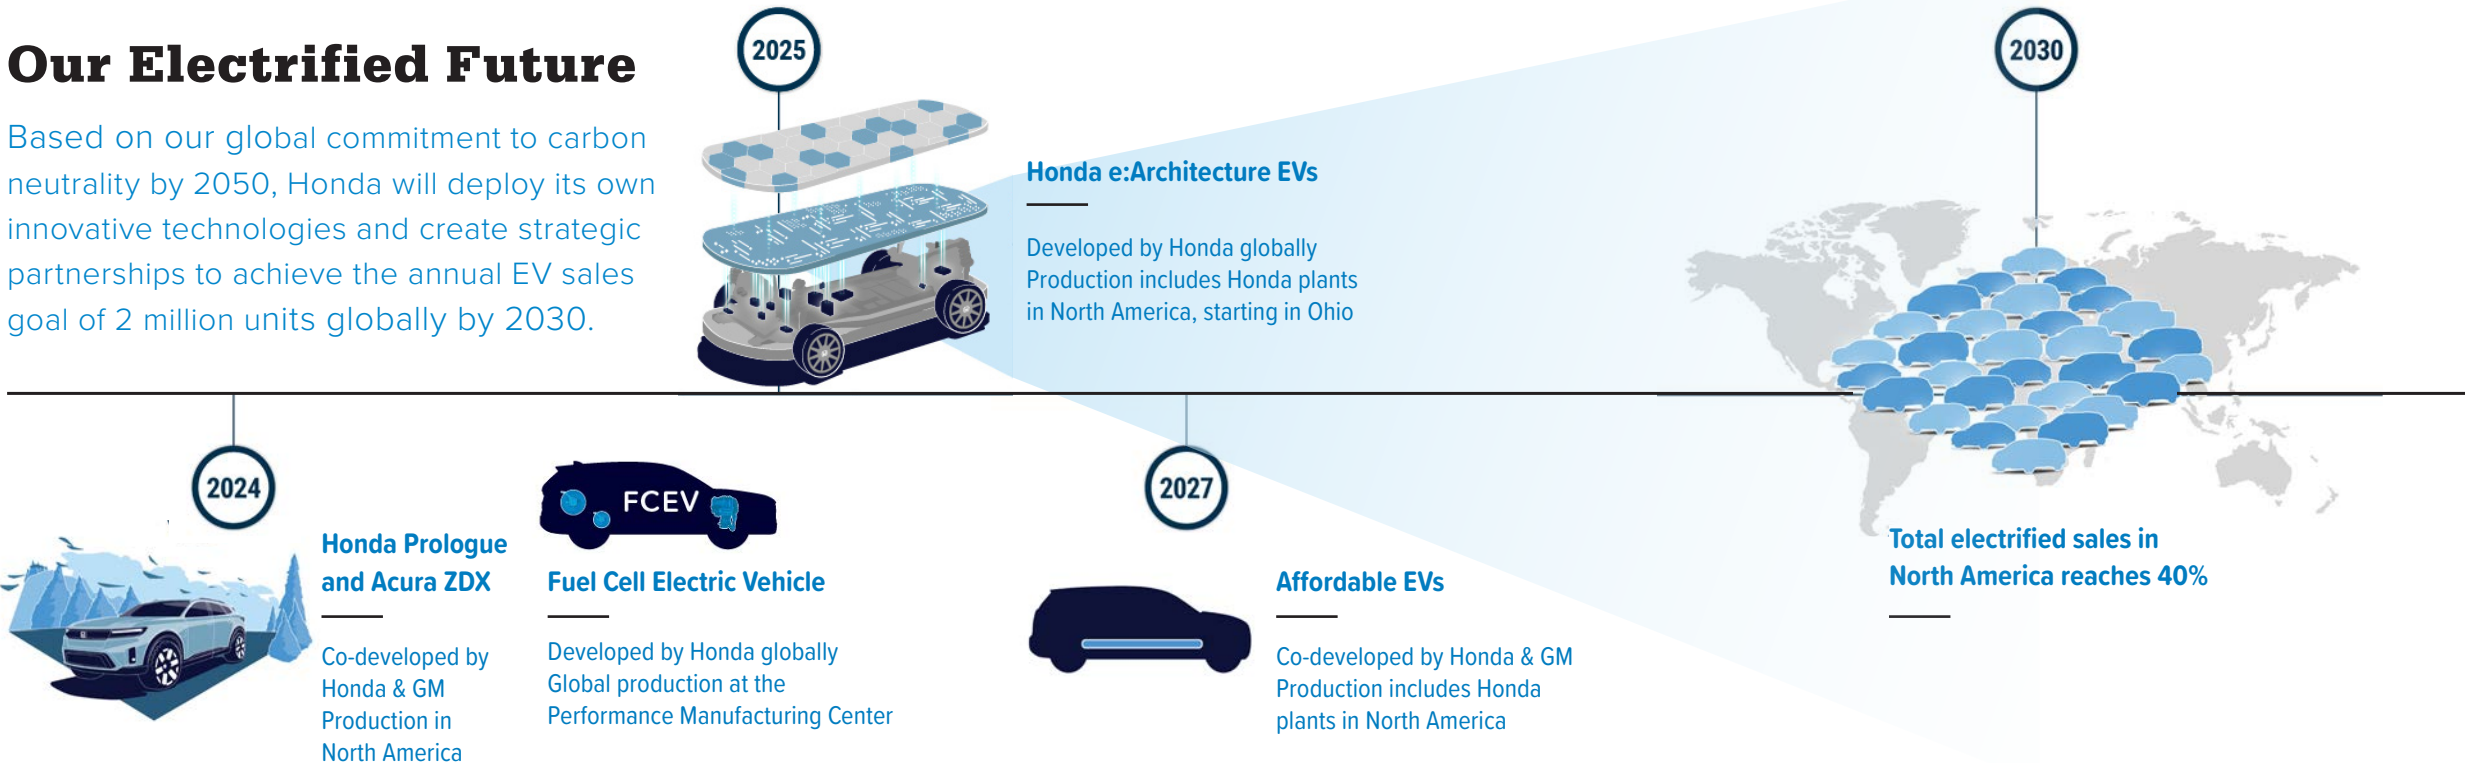 Our Electrified Future
Based on our global commitment to carbon
neutrality by 2050, Honda will deploy its own
innovative technologies and create strategic
partnerships to achieve the annual EV sales
goal of 2 million units globally by 2030.
2025
Honda e:Architecture EVs
Developed by Honda globally
Production includes Honda plants
in North America, starting in Ohio
2030
2024
Honda Prologue
and Acura ZDX
Co-developed by
Honda & GM
Production in
North America
FCEV
Fuel Cell Electric Vehicle
Developed by Honda globally
Global production at the
Performance Manufacturing Center
2027
Affordable EVs
Co-developed by Honda & GM
Production includes Honda
plants in North America
Total electrified sales in
North America reaches 40%